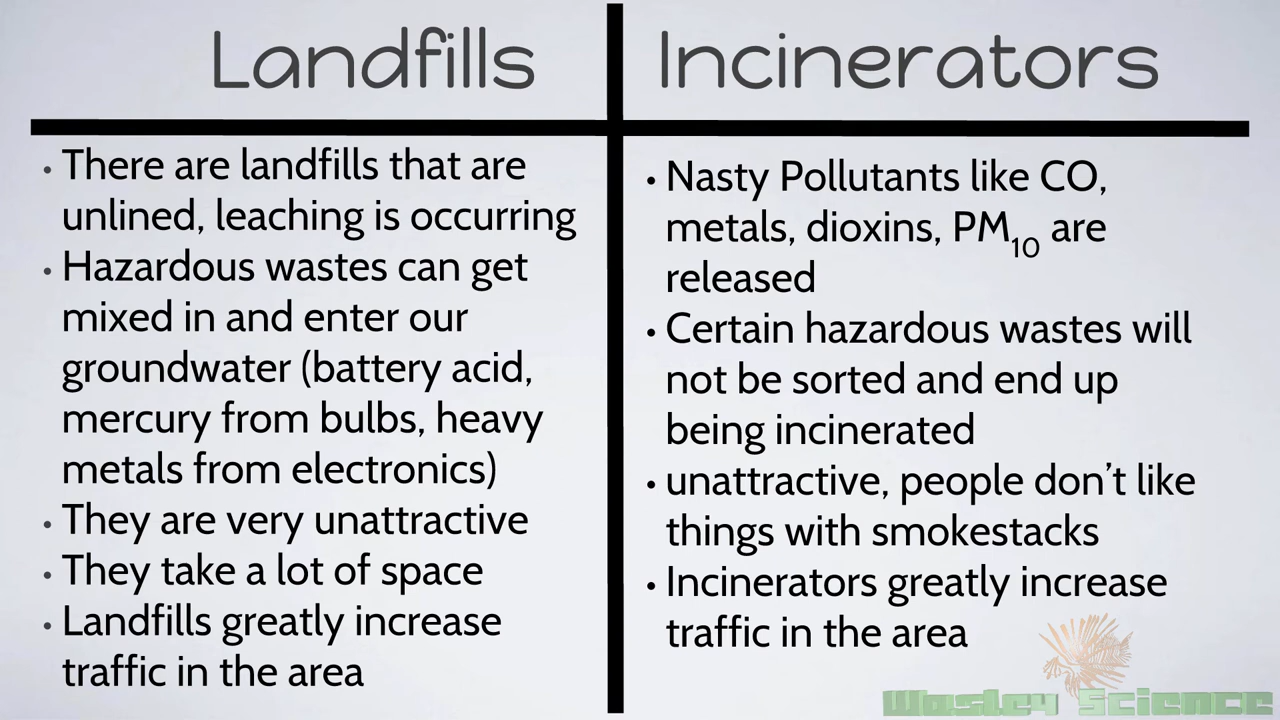 Landfills
Incinerators
• There are landfills that are
unlined, leaching is occurring
• Hazardous wastes can get
mixed in and enter our
groundwater (battery acid,
mercury from bulbs, heavy
metals from electronics)
• They are very unattractive
• They take a lot of space
• Landfills greatly increase
traffic in the area
• Nasty Pollutants like CO,
metals, dioxins, PM₁₀ are
released
• Certain hazardous wastes will
not be sorted and end up
being incinerated
• unattractive, people don’t like
things with smokestacks
• Incinerators greatly increase
traffic in the area
Wasley Science